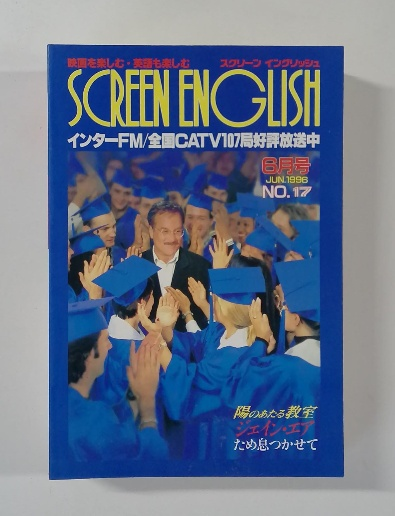 映画を楽しむ・英語も楽しむ スクリーン イングリッシュ
SCREEN ENGLISH
インターFM/全国CATV107局好評放送中
6月号
JUN.1996
NO.17
陽のあたる教室
ジェイン・エア
ため息つかせて